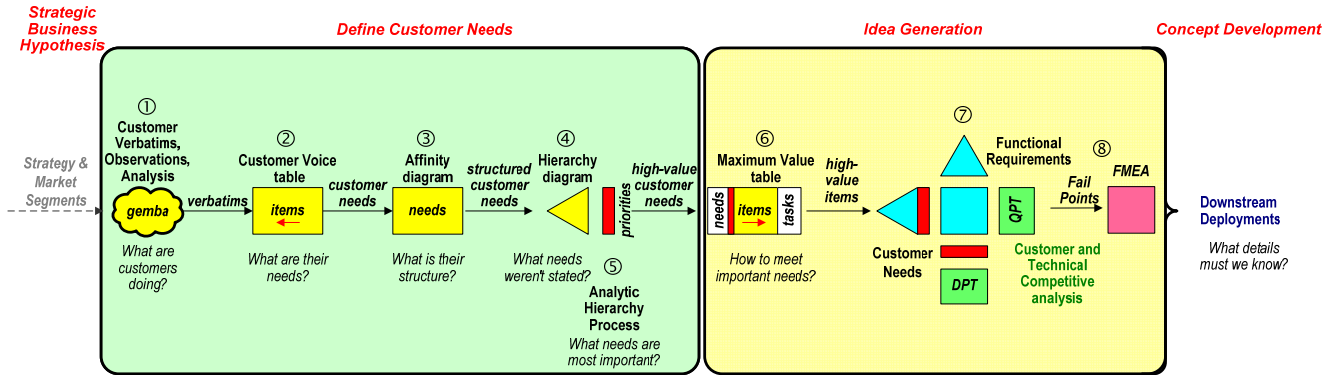 Strategic
Business
Hypothesis
Define Customer Needs
Idea Generation
Concept Development
Strategy &
Market
Segments
①
Customer
Verbatims,
Observations,
Analysis
gemba
What are
customers
doing?
verbatims
②
Customer Voice
table
items
What are their
needs?
customer
needs
③
Affinity
diagram
needs
What is their
structure?
structured
customer
needs
④
Hierarchy
diagram
What needs
weren't stated?
priorities
⑤
Analytic
Hierarchy
Process
What needs are
most important?
high-value
customer
needs
⑥
Maximum Value
table
needs
items
tasks
How to meet
important needs?
high-
value
items
⑦
Functional
Requirements
Customer
Needs
QPT
DPT
Customer and
Technical
Competitive
analysis
Fail
Points
⑧
FMEA
Downstream
Deployments
What details
must we know?